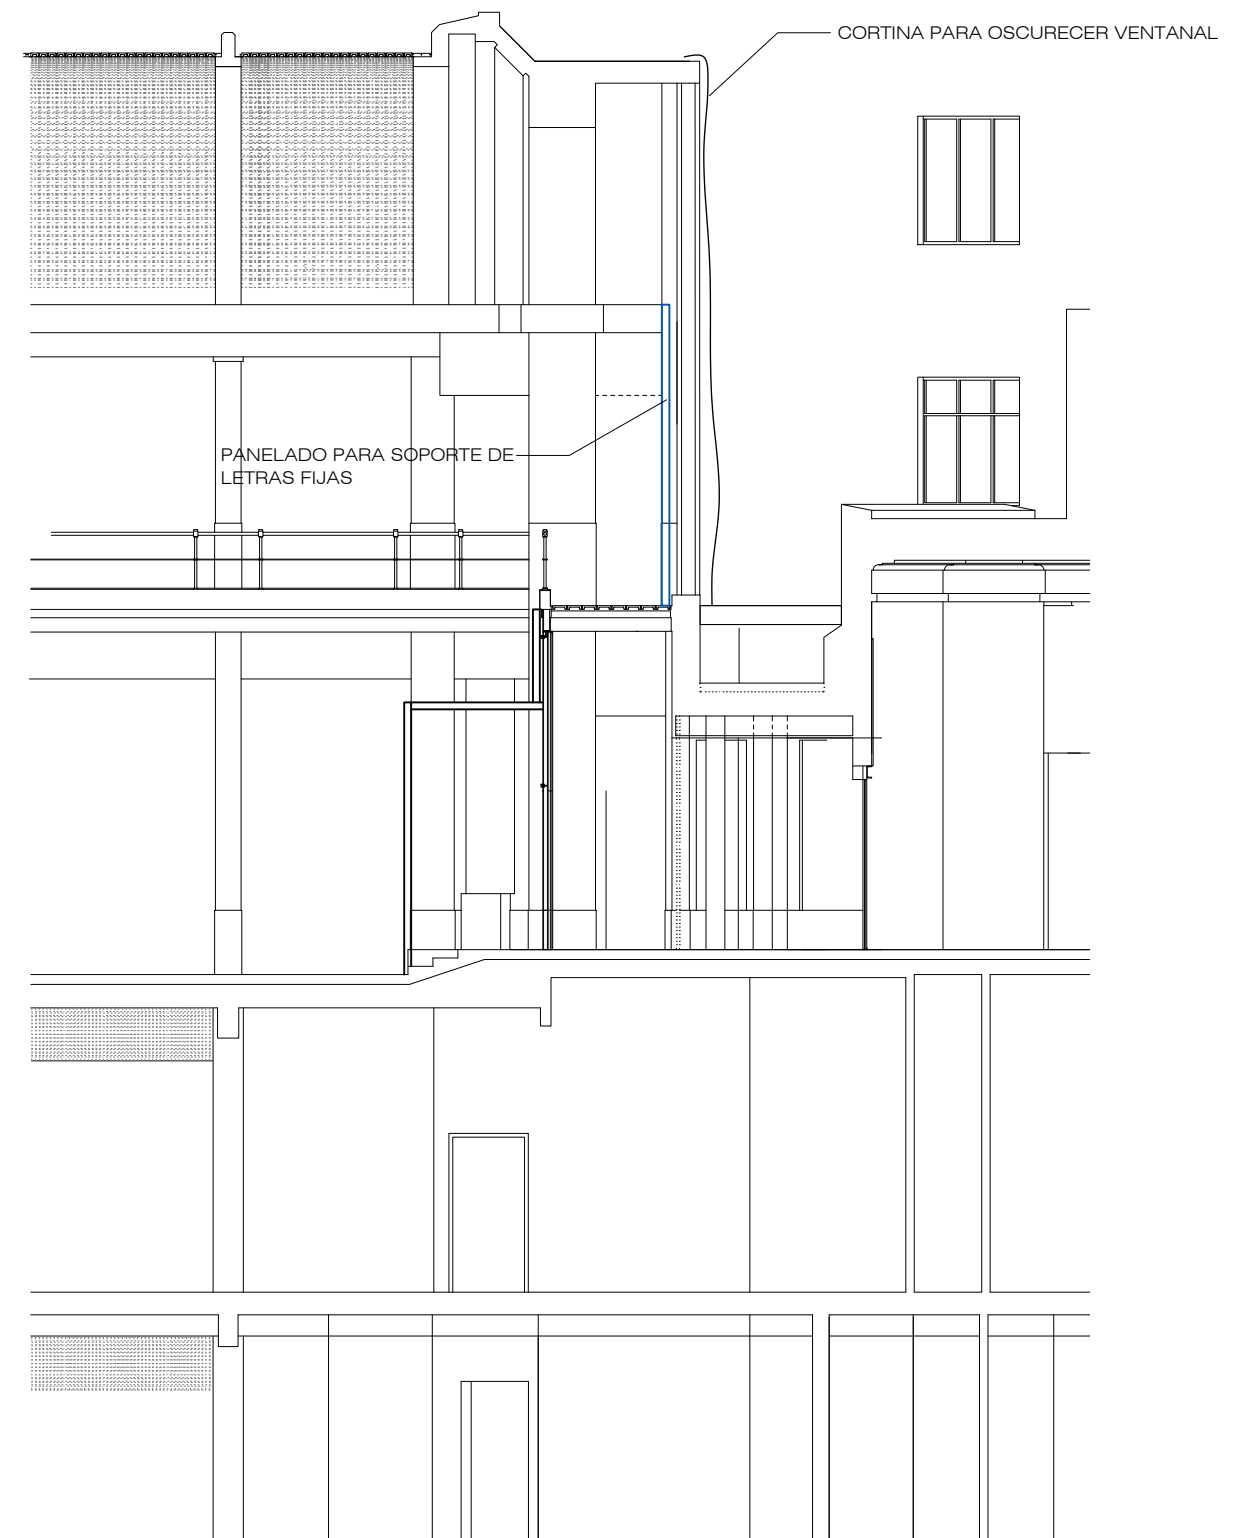 CORTINA PARA OSCURECER VENTANAL
PANELADO PARA SOPORTE DE
LETRAS FIJAS